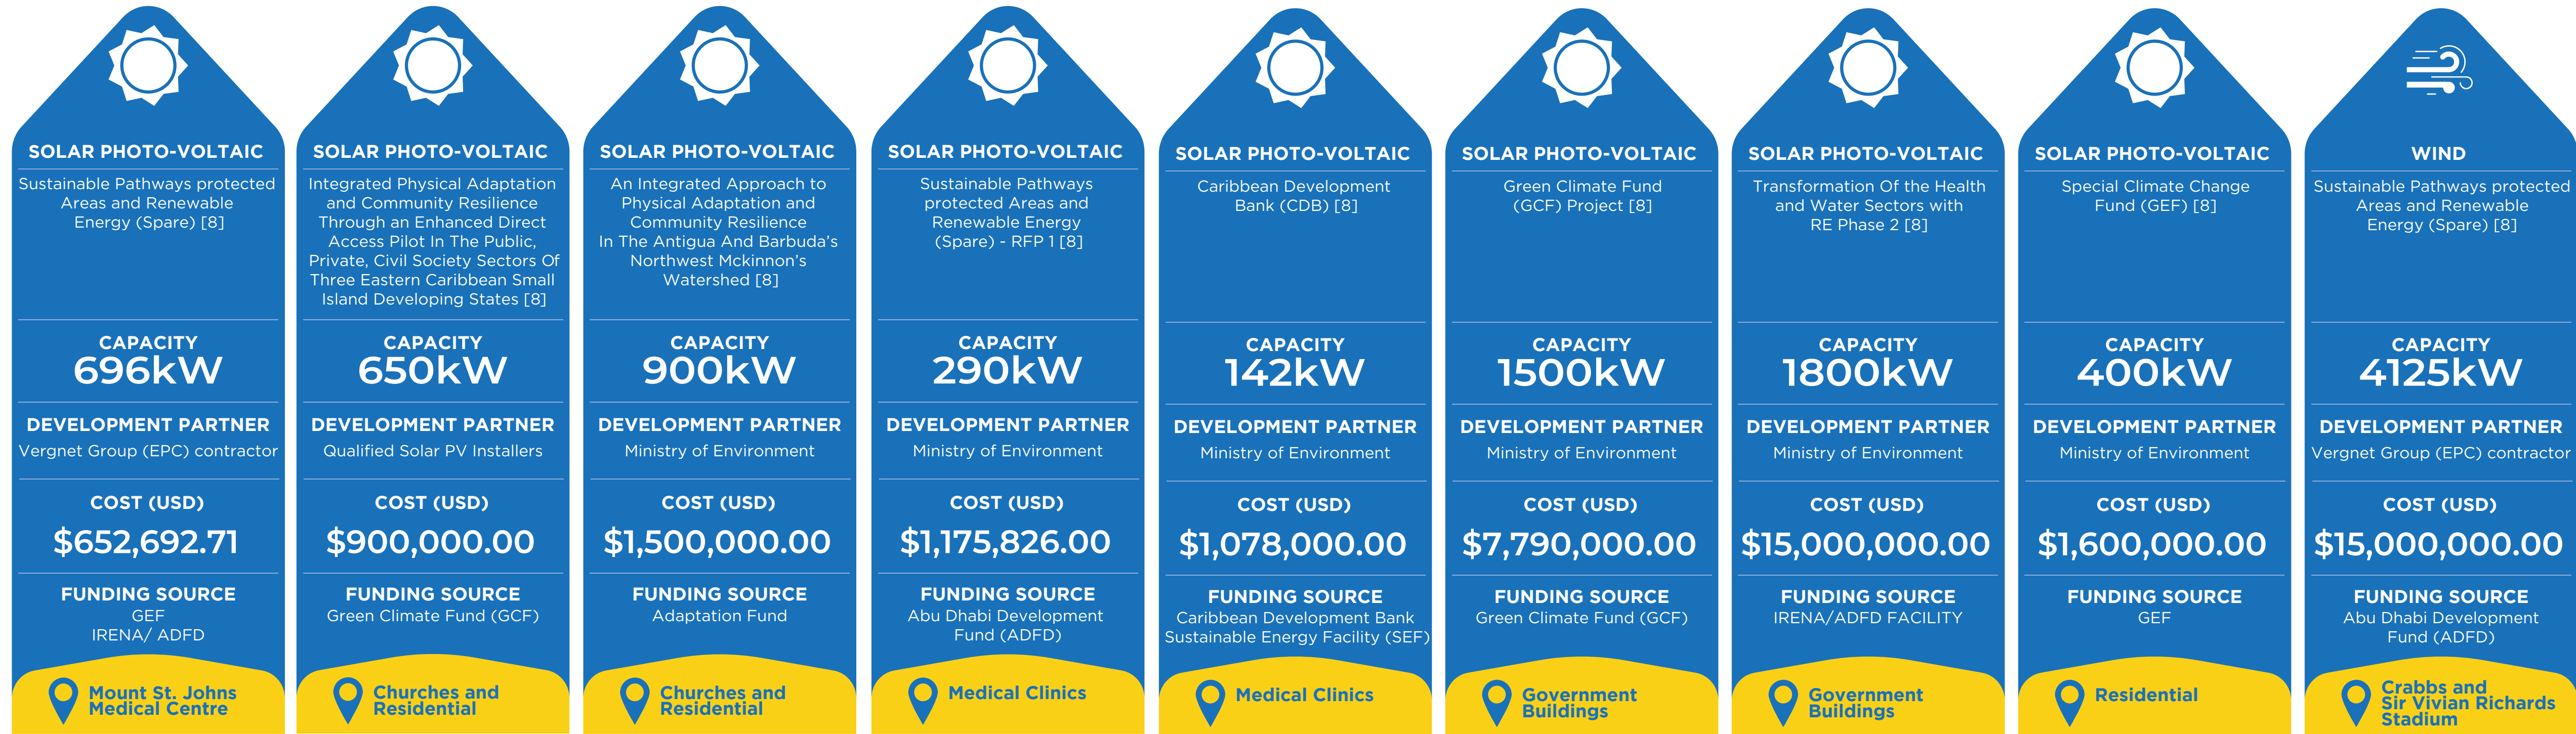 SOLAR PHOTO-VOLTAIC
Sustainable Pathways protected
Areas and Renewable
Energy (Spare) [8]
CAPACITY
696kW
DEVELOPMENT PARTNER
Vergnet Group (EPC) contractor
COST (USD)
$652,692.71
FUNDING SOURCE
GEF
IRENA/ ADFD
Mount St. Johns
Medical Centre
SOLAR PHOTO-VOLTAIC
Integrated Physical Adaptation
and Community Resilience
Through an Enhanced Direct
Access Pilot In The Public,
Private, Civil Society Sectors Of
Three Eastern Caribbean Small
Island Developing States [8]
CAPACITY
650kW
DEVELOPMENT PARTNER
Qualified Solar PV Installers
COST (USD)
$900,000.00
FUNDING SOURCE
Green Climate Fund (GCF)
Churches and
Residential
SOLAR PHOTO-VOLTAIC
An Integrated Approach to
Physical Adaptation and
Community Resilience
In The Antigua And Barbuda's
Northwest Mckinnon's
Watershed [8]
CAPACITY
900kW
DEVELOPMENT PARTNER
Ministry of Environment
COST (USD)
$1,500,000.00
FUNDING SOURCE
Adaptation Fund
Churches and
Residential
SOLAR PHOTO-VOLTAIC
Sustainable Pathways
protected Areas and
Renewable Energy
(Spare) - RFP 1 [8]
CAPACITY
290kW
DEVELOPMENT PARTNER
Ministry of Environment
COST (USD)
$1,175,826.00
FUNDING SOURCE
Abu Dhabi Development
Fund (ADFD)
Medical Clinics
SOLAR PHOTO-VOLTAIC
Caribbean Development
Bank (CDB) [8]
CAPACITY
142kW
DEVELOPMENT PARTNER
Ministry of Environment
COST (USD)
$1,078,000.00
FUNDING SOURCE
Caribbean Development Bank
Sustainable Energy Facility (SEF)
Medical Clinics
SOLAR PHOTO-VOLTAIC
Green Climate Fund
(GCF) Project [8]
CAPACITY
1500kW
DEVELOPMENT PARTNER
Ministry of Environment
COST (USD)
$7,790,000.00
FUNDING SOURCE
Green Climate Fund (GCF)
Government
Buildings
SOLAR PHOTO-VOLTAIC
Transformation Of the Health
and Water Sectors with
RE Phase 2 [8]
CAPACITY
1800kW
DEVELOPMENT PARTNER
Ministry of Environment
COST (USD)
$15,000,000.00
FUNDING SOURCE
IRENA/ADFD FACILITY
Government
Buildings
SOLAR PHOTO-VOLTAIC
Special Climate Change
Fund (GEF) [8]
CAPACITY
400kW
DEVELOPMENT PARTNER
Ministry of Environment
COST (USD)
$1,600,000.00
FUNDING SOURCE
GEF
Residential
WIND
Sustainable Pathways protected
Areas and Renewable
Energy (Spare) [8]
CAPACITY
4125kW
DEVELOPMENT PARTNER
Vergnet Group (EPC) contractor
COST (USD)
$15,000,000.00
FUNDING SOURCE
Abu Dhabi Development
Fund (ADFD)
Crabbs and
Sir Vivian Richards
Stadium